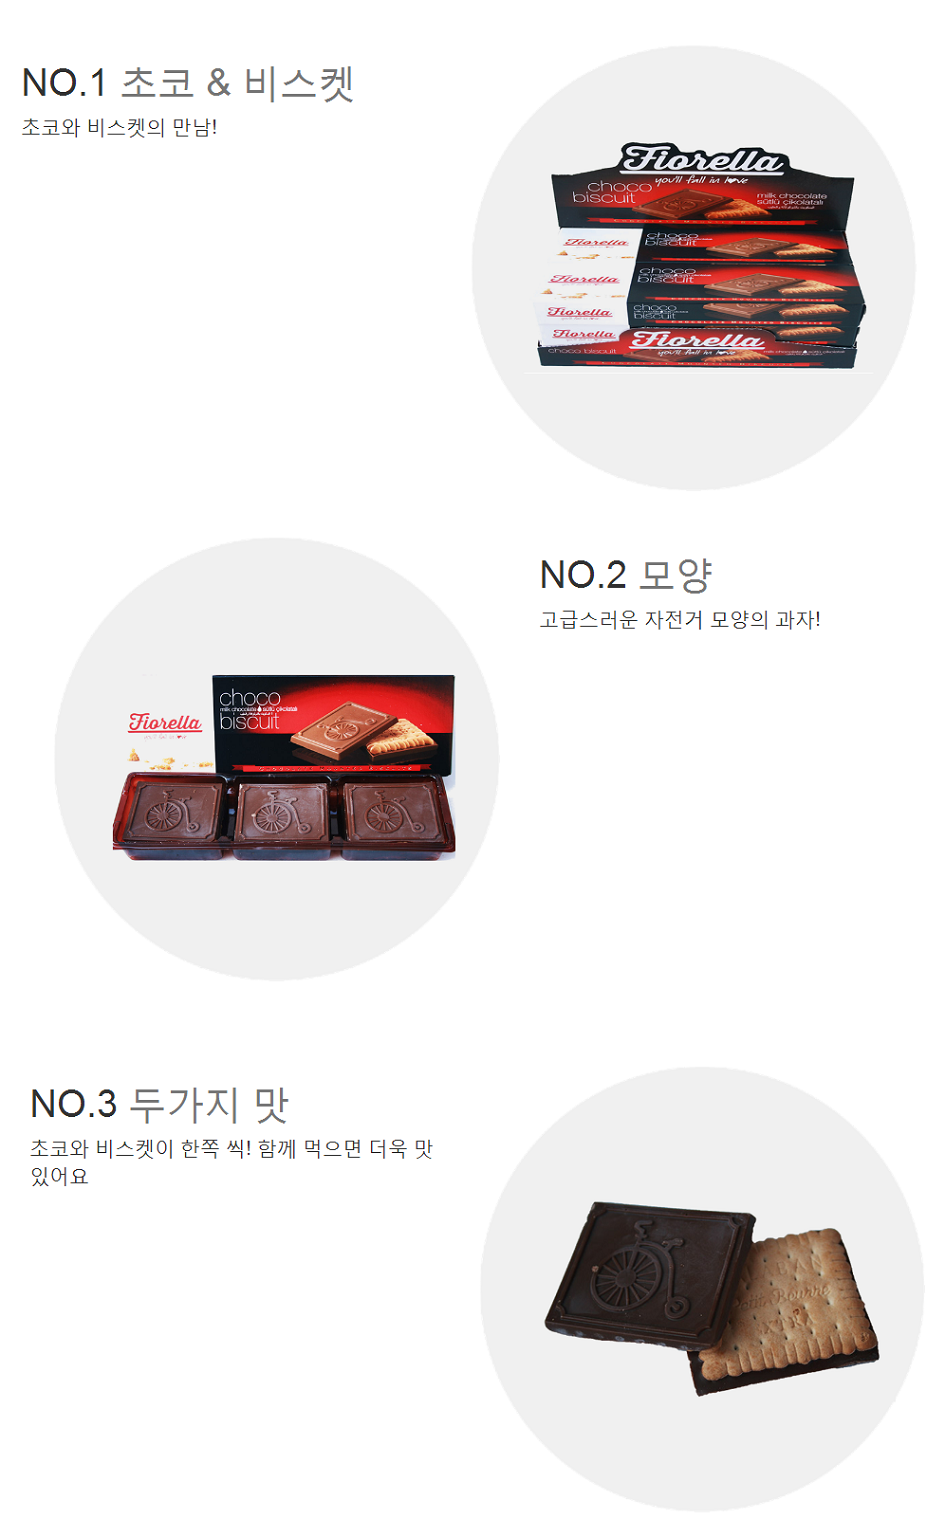 NO.1 초코 & 비스켓
초코와 비스켓의 만남!
Fiorella
you'll fall in love
choco
biscuit
milk chocolate
sütlü çikolatalı
Fiorella
choco
biscuit
Fiorella
choco
biscuit
Fiorella
choco
biscuit
Fiorella
Fiorella
choco biscuit
you'll fall in love
NO.2 모양
고급스러운 자전거 모양의 과자!
choco
milk chocolate sütlü çikolatalı
biscuit
Fiorella
NO.3 두가지 맛
초코와 비스켓이 한쪽 씩! 함께 먹으면 더욱 맛
있어요